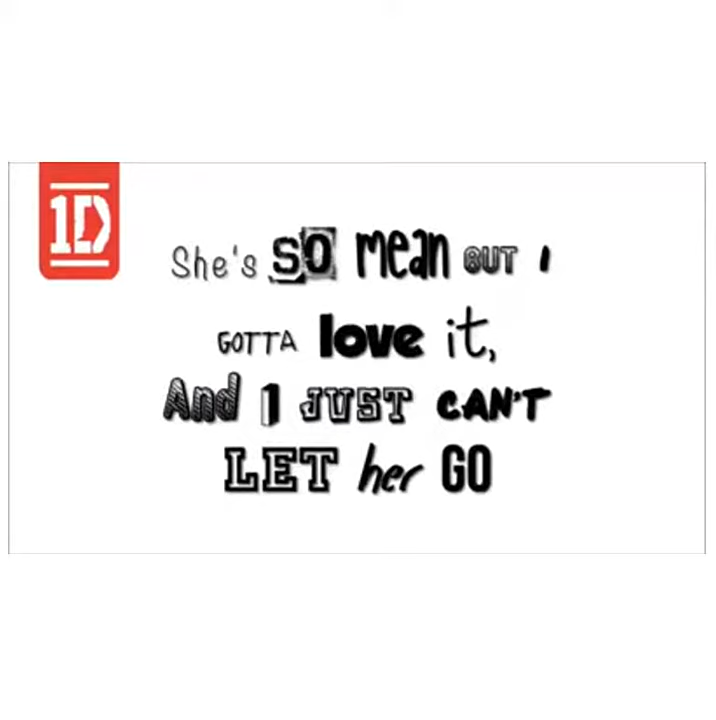 1D
She's SO mean BUT I
GOTTA love it,
And I JUST CAN'T
LET her GO